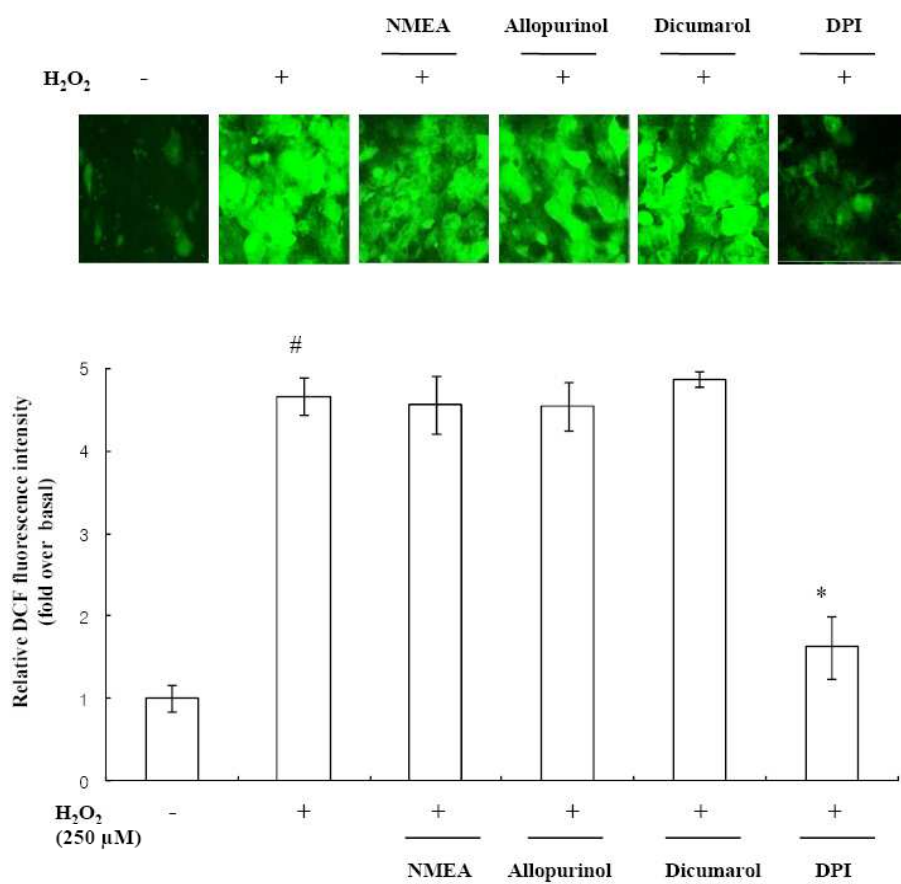 NMEA Allopurinol Dicumarol DPI
H₂O₂ - + + + + +
#
*
5
4
3
2
1
0
Relative DCF fluorescence intensity
(fold over basal)
H₂O₂ - + + + + +
(250 μM)
NMEA Allopurinol Dicumarol DPI